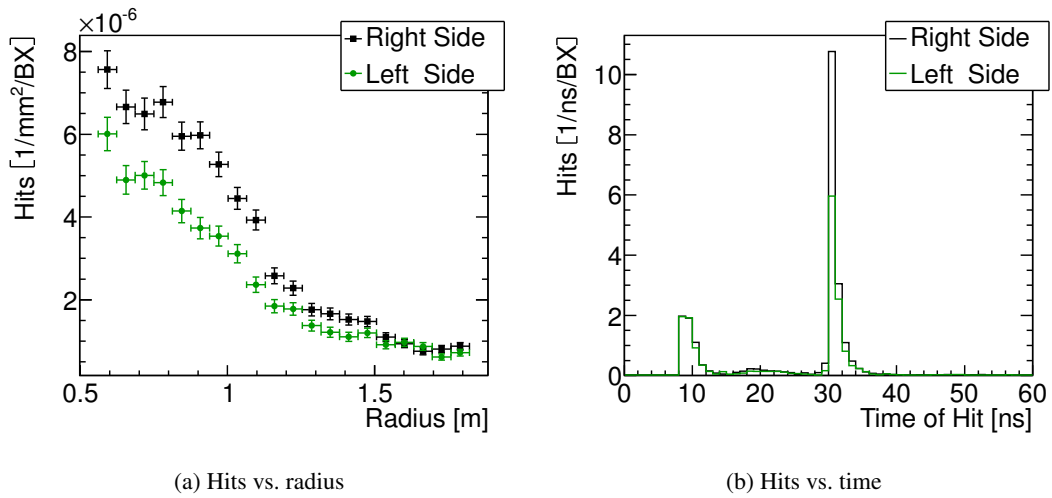 ×10⁻⁶
Right Side
Left Side
Hits [1/mm²/BX]
8
6
4
2
0.5 1 1.5
Radius [m]
Right Side
Left Side
Hits [1/ns/BX]
10
8
6
4
2
0
0 10 20 30 40 50 60
Time of Hit [ns]
(a) Hits vs. radius
(b) Hits vs. time